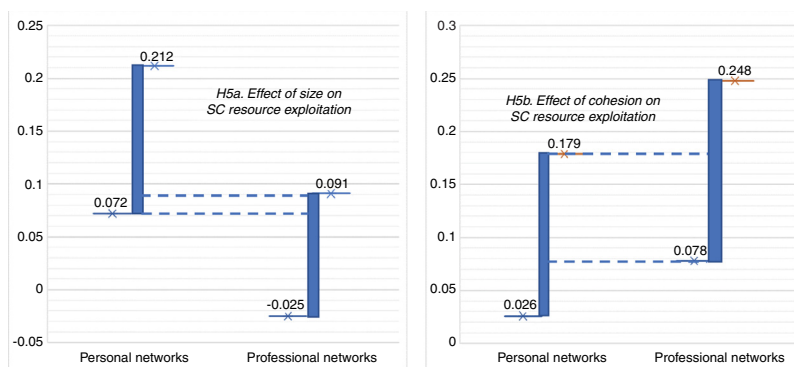 0.25
0.2
0.15
0.1
0.05
0
-0.05
0.212
H5a. Effect of size on
SC resource exploitation
0.072
0.091
-0.025
Personal networks
Professional networks
0.3
0.25
0.2
0.15
0.1
0.05
0
0.248
H5b. Effect of cohesion on
SC resource exploitation
0.179
0.078
0.026
Personal networks
Professional networks